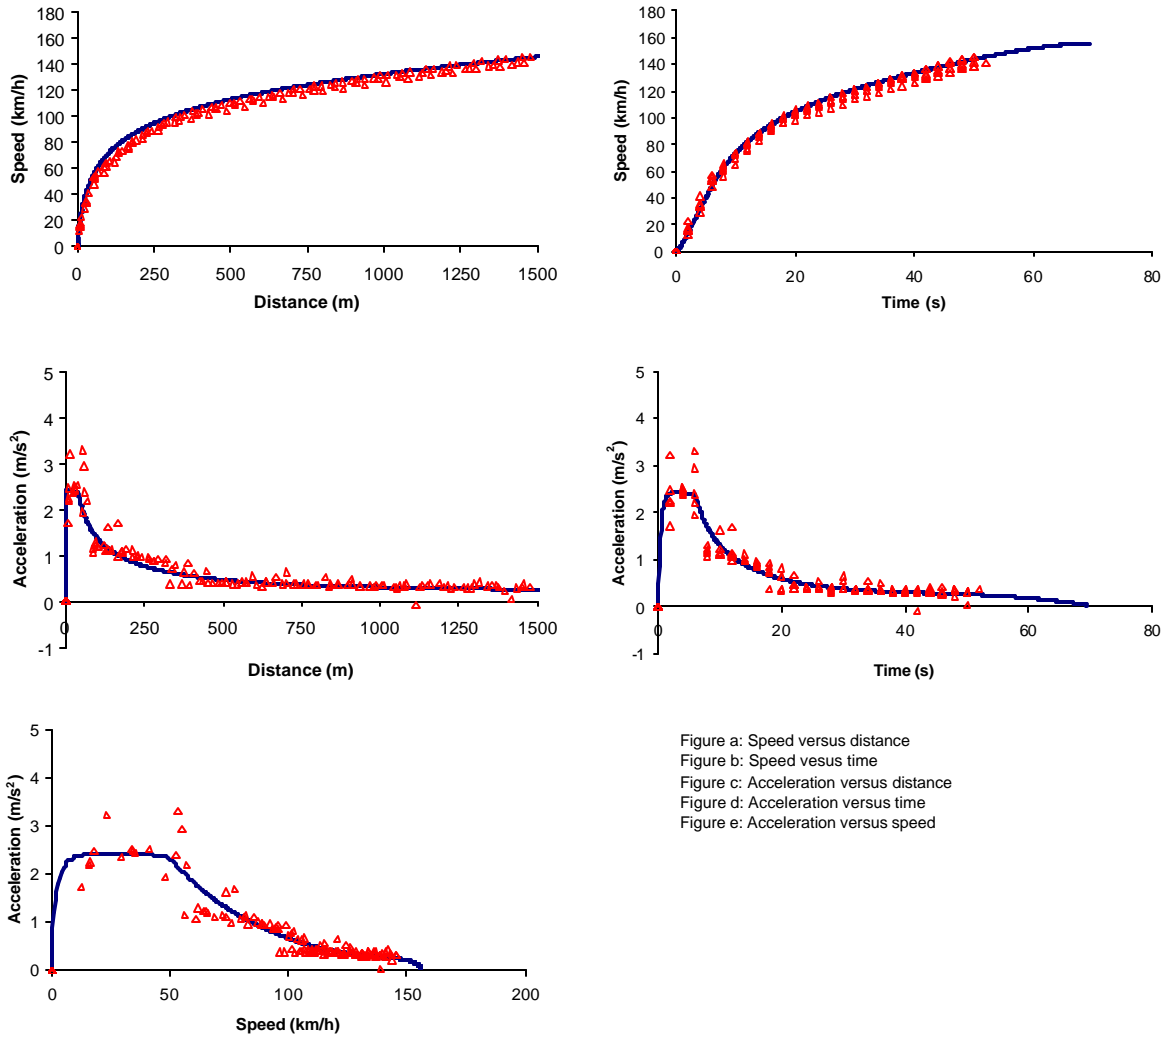 180
160
140
120
100
80
60
40
20
0
Speed (km/h)
0 250 500 750 1000 1250 1500
Distance (m)
180
160
140
120
100
80
60
40
20
0
Speed (km/h)
0 20 40 60 80
Time (s)
5
4
3
2
1
0
-1
Acceleration (m/s²)
0 250 500 750 1000 1250 1500
Distance (m)
5
4
3
2
1
0
-1
Acceleration (m/s²)
0 20 40 60 80
Time (s)
5
4
3
2
1
0
Acceleration (m/s²)
0 50 100 150 200
Speed (km/h)
Figure a: Speed versus distance
Figure b: Speed vesus time
Figure c: Acceleration versus distance
Figure d: Acceleration versus time
Figure e: Acceleration versus speed